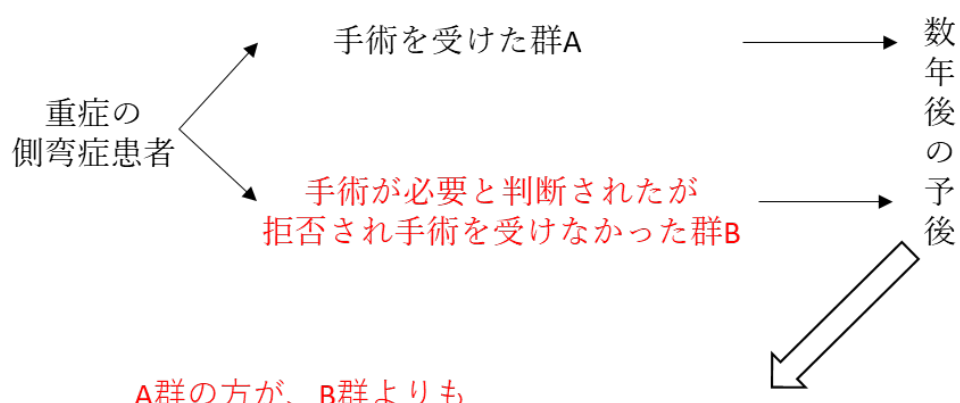 手術を受けた群A
重症の
側弯症患者
手術が必要と判断されたが
拒否され手術を受けなかった群B
数年後の予後
A群の方が、B群よりも